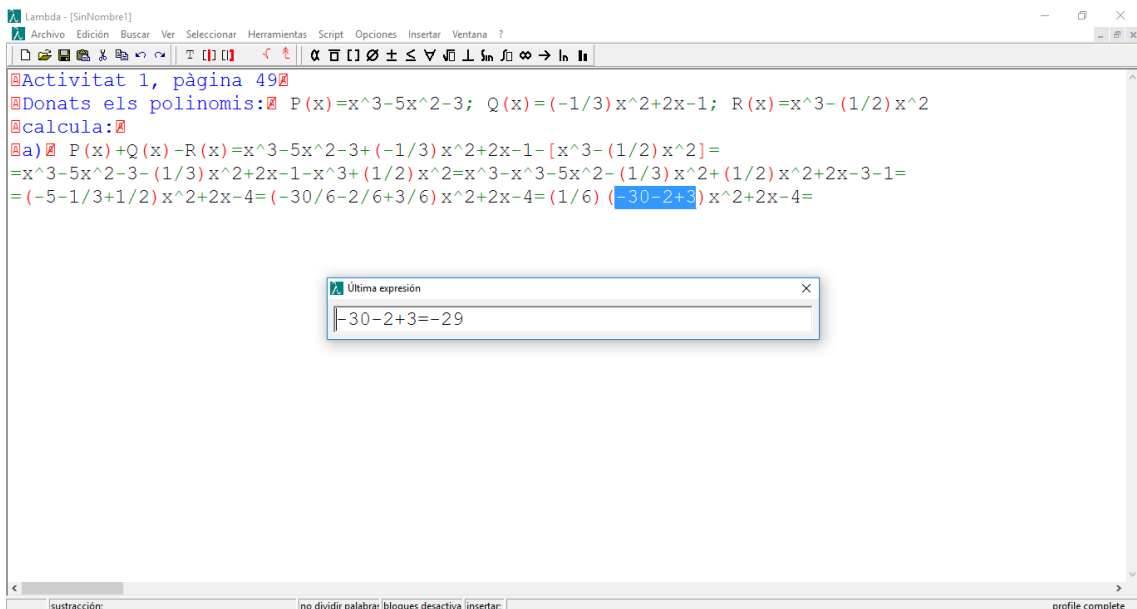 Lambda - [SinNombre1]
Archivo Edición Buscar Ver Seleccionar Herramientas Script Opciones Insertar Ventana ?
Activitat 1, pàgina 49
Donats els polinomis: P(x)=x^3-5x^2-3; Q(x)=(-1/3)x^2+2x-1; R(x)=x^3-(1/2)x^2
calcula:
a) P(x)+Q(x)-R(x)=x^3-5x^2-3+(-1/3)x^2+2x-1-[x^3-(1/2)x^2]=
=x^3-5x^2-3-(1/3)x^2+2x-1-x^3+(1/2)x^2=x^3-x^3-5x^2-(1/3)x^2+(1/2)x^2+2x-3-1=
=(-5-1/3+1/2)x^2+2x-4=(-30/6-2/6+3/6)x^2+2x-4=(1/6)(-30-2+3)x^2+2x-4=
Última expresión
-30-2+3=-29
sustracción: no dividir palabra: bloques desactiva insertar: profile complete